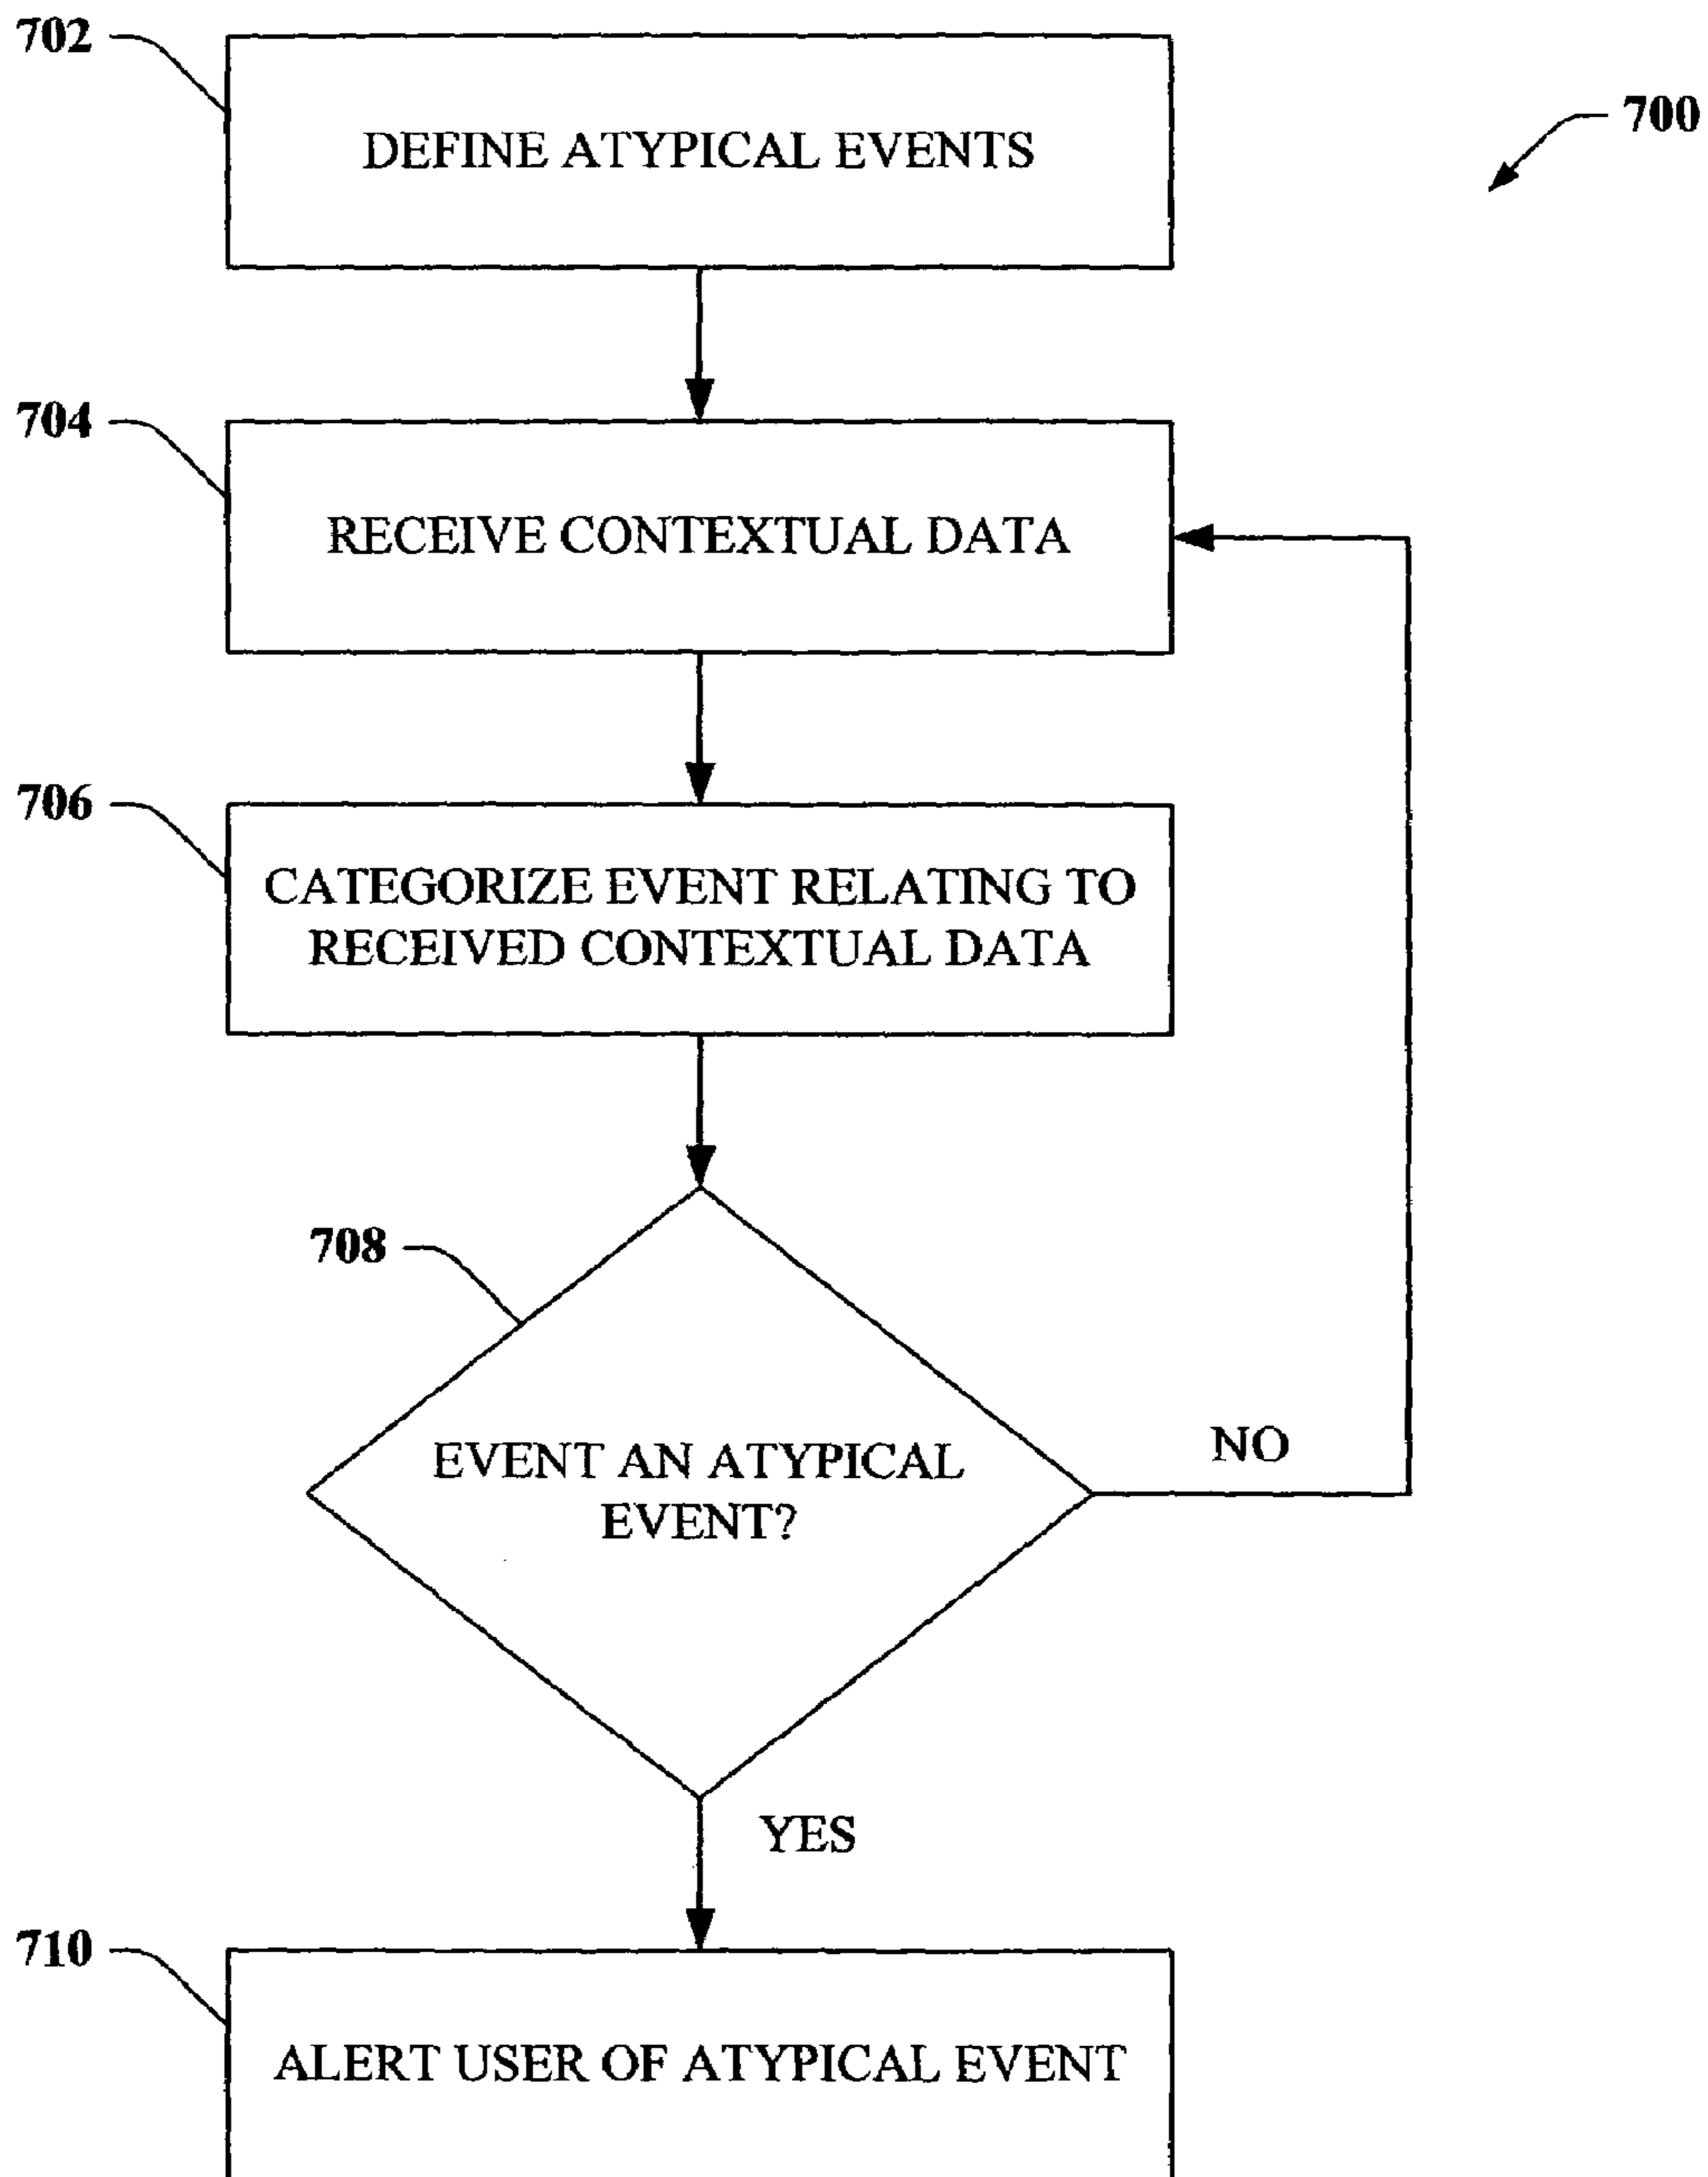 702
DEFINE ATYPICAL EVENTS
700
704
RECEIVE CONTEXTUAL DATA
706
CATEGORIZE EVENT RELATING TO
RECEIVED CONTEXTUAL DATA
708
EVENT AN ATYPICAL
EVENT?
NO
YES
710
ALERT USER OF ATYPICAL EVENT